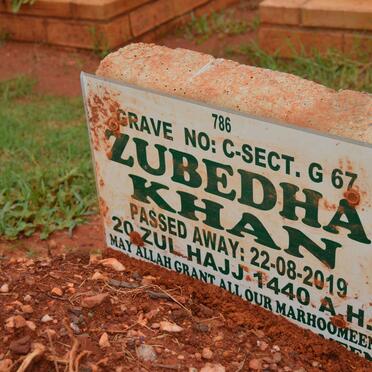 786
GRAVE NO: C-SECT. G 67
ZUBEDHA
KHAN
PASSED AWAY: 22-08-2019
20 ZUL HAJJ 1440 A.H.
MAY ALLAH GRANT ALL OUR MARHOOMEEN